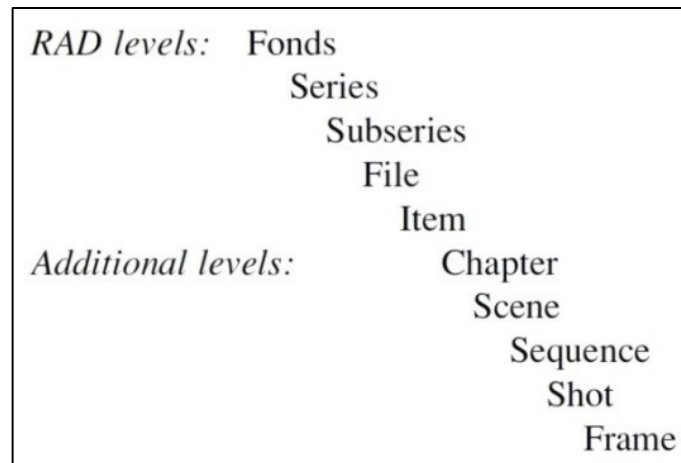 RAD levels: Fonds
Series
Subseries
File
Item
Additional levels: Chapter
Scene
Sequence
Shot
Frame